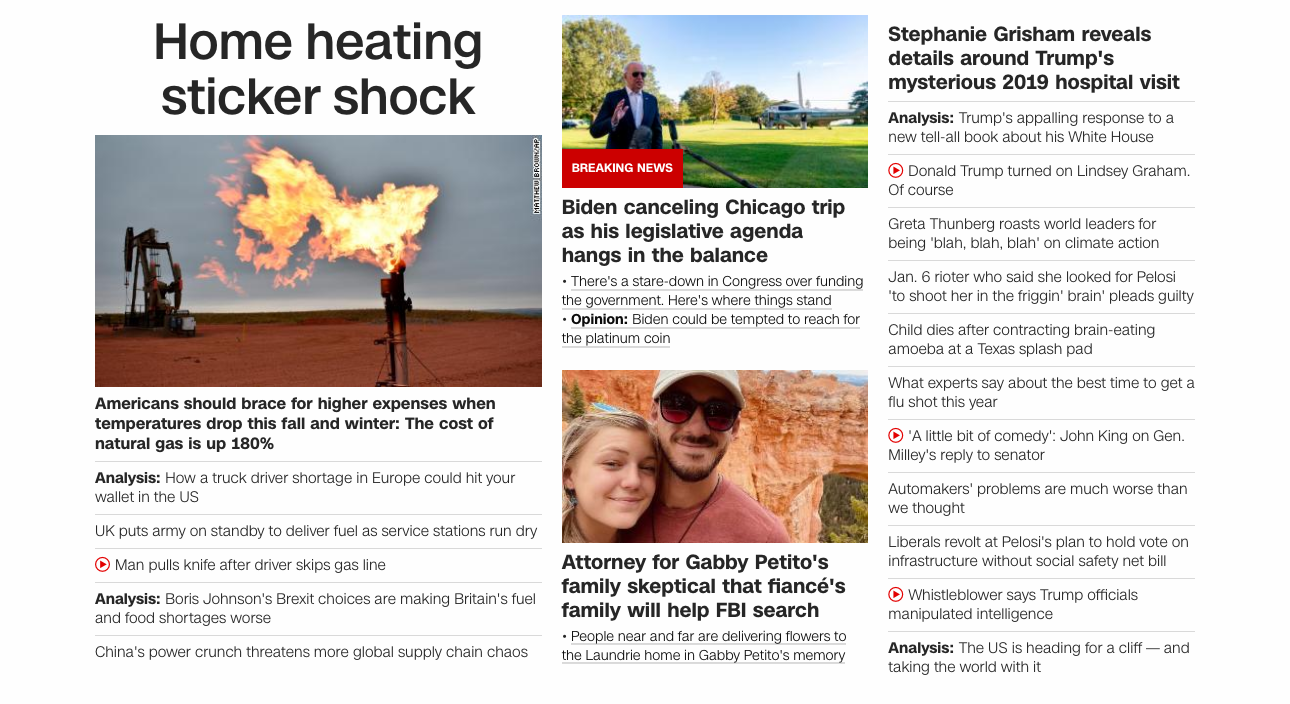 Home heating
sticker shock
MATTHEW BROWN/AP
Americans should brace for higher expenses when
temperatures drop this fall and winter: The cost of
natural gas is up 180%
Analysis: How a truck driver shortage in Europe could hit your
wallet in the US
UK puts army on standby to deliver fuel as service stations run dry
Man pulls knife after driver skips gas line
Analysis: Boris Johnson's Brexit choices are making Britain's fuel
and food shortages worse
China's power crunch threatens more global supply chain chaos
BREAKING NEWS
Biden canceling Chicago trip
as his legislative agenda
hangs in the balance
• There's a stare-down in Congress over funding
the government. Here's where things stand
• Opinion: Biden could be tempted to reach for
the platinum coin
Attorney for Gabby Petito's
family skeptical that fiancé's
family will help FBI search
• People near and far are delivering flowers to
the Laundrie home in Gabby Petito's memory
Stephanie Grisham reveals
details around Trump's
mysterious 2019 hospital visit
Analysis: Trump's appalling response to a
new tell-all book about his White House
Donald Trump turned on Lindsey Graham.
Of course
Greta Thunberg roasts world leaders for
being 'blah, blah, blah' on climate action
Jan. 6 rioter who said she looked for Pelosi
'to shoot her in the friggin' brain' pleads guilty
Child dies after contracting brain-eating
amoeba at a Texas splash pad
What experts say about the best time to get a
flu shot this year
'A little bit of comedy': John King on Gen.
Milley's reply to senator
Automakers' problems are much worse than
we thought
Liberals revolt at Pelosi's plan to hold vote on
infrastructure without social safety net bill
Whistleblower says Trump officials
manipulated intelligence
Analysis: The US is heading for a cliff — and
taking the world with it